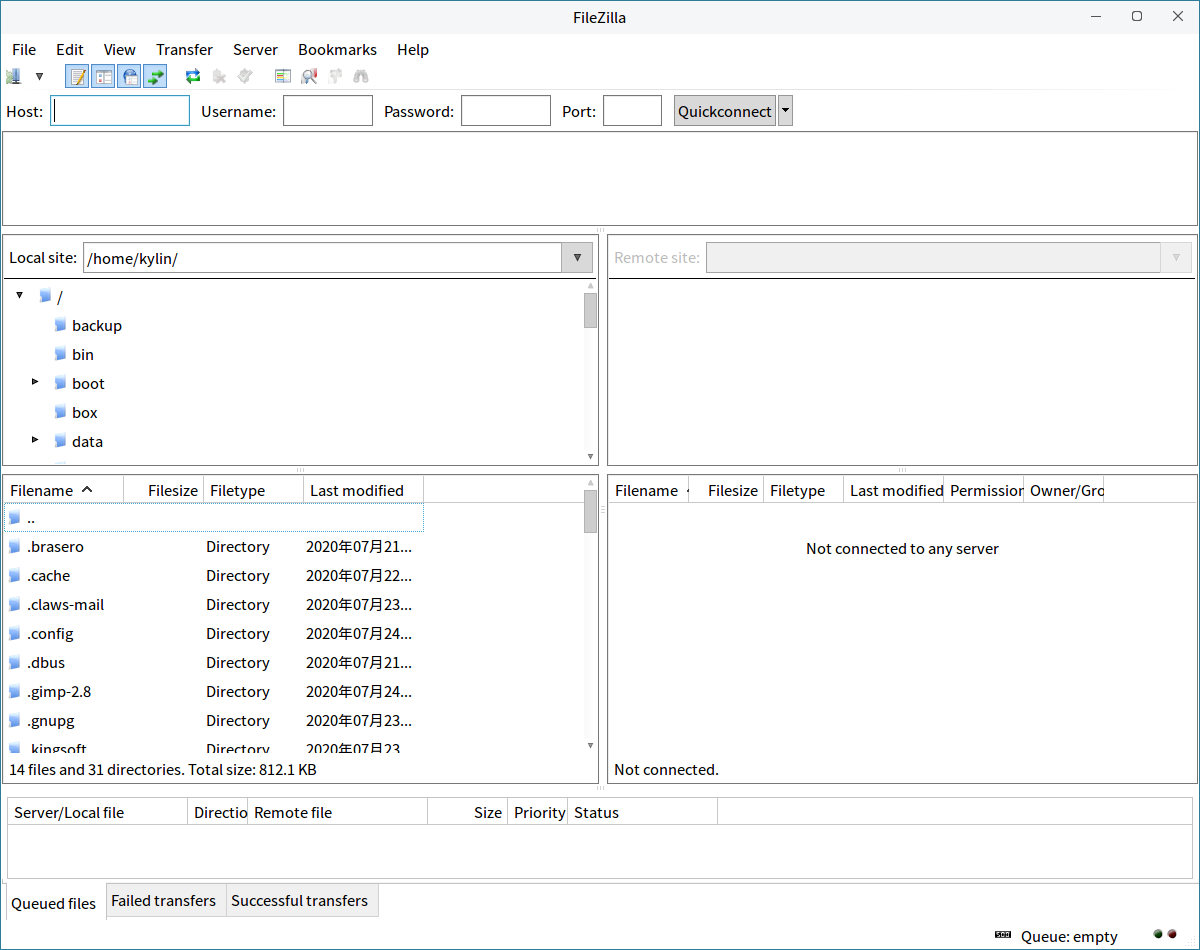 FileZilla
File Edit View Transfer Server Bookmarks Help
Host: Username: Password: Port: Quickconnect
Local site: /home/kylin/
Remote site:
/
backup
bin
boot
box
data
Filename Filesize Filetype Last modified
..
.brasero Directory 2020年07月21...
.cache Directory 2020年07月22...
.claws-mail Directory 2020年07月23...
.config Directory 2020年07月24...
.dbus Directory 2020年07月21...
.gimp-2.8 Directory 2020年07月24...
.gnupg Directory 2020年07月23...
.kingsoft Directory 2020年07月23
14 files and 31 directories. Total size: 812.1 KB
Filename Filesize Filetype Last modified Permission Owner/Gro
Not connected to any server
Not connected.
Server/Local file Directio Remote file Size Priority Status
Queued files Failed transfers Successful transfers
Queue: empty